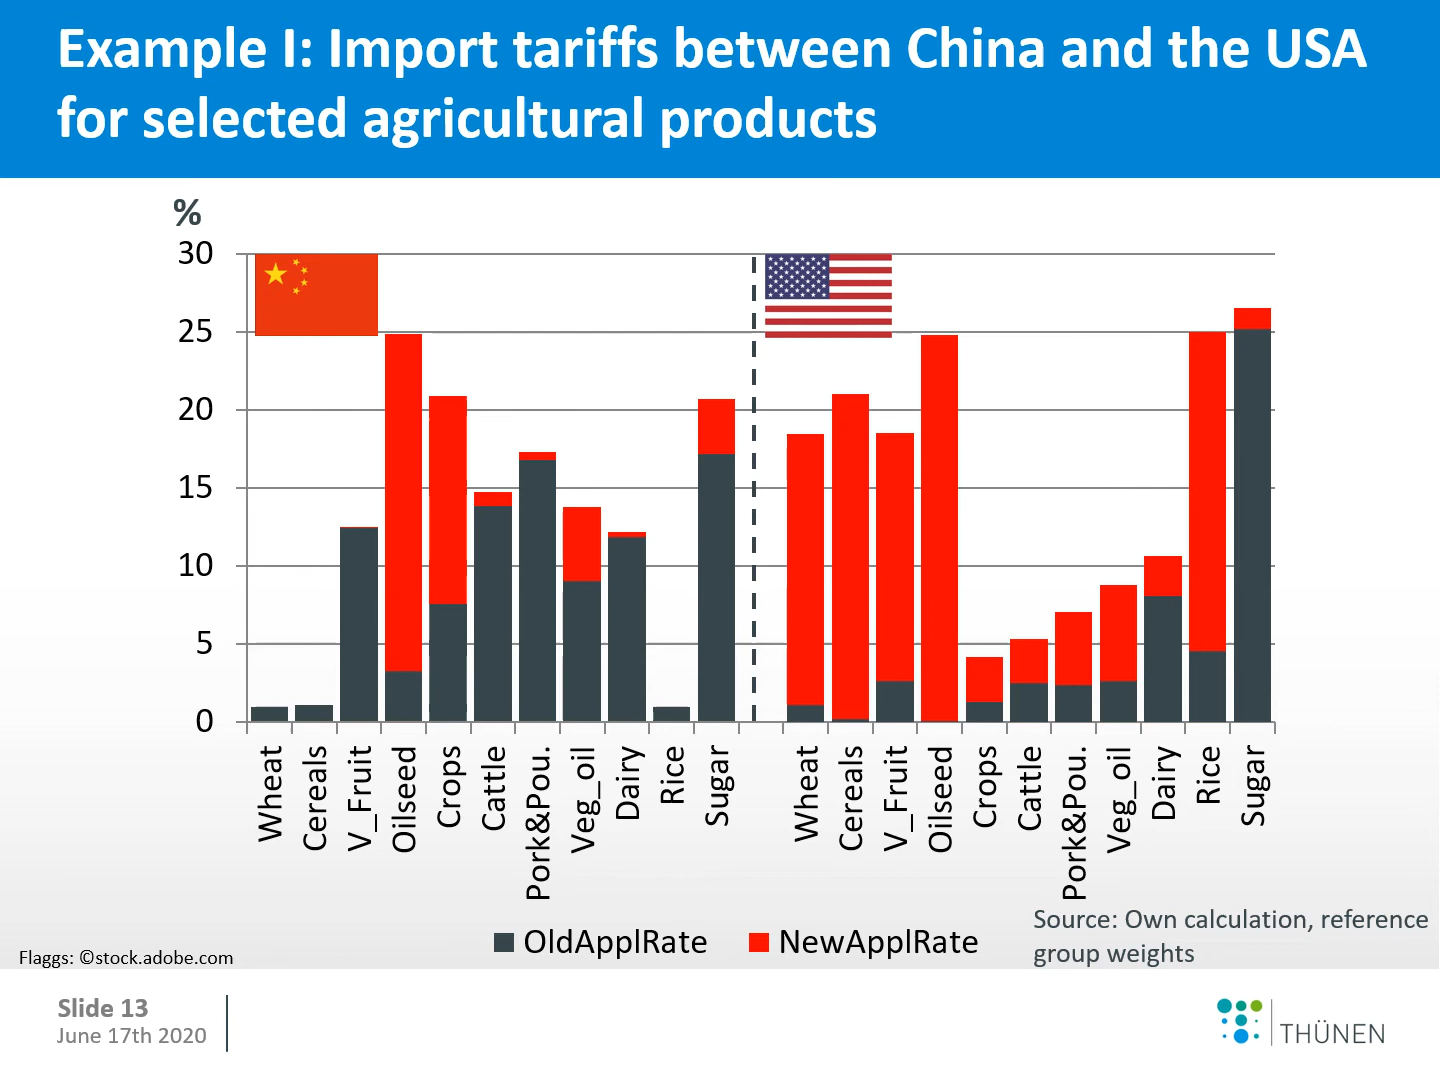 Example I: Import tariffs between China and the USA
for selected agricultural products
%
30
25
20
15
10
5
0
Wheat
Cereals
V_Fruit
Oilseed
Crops
Cattle
Pork&Pou.
Veg_oil
Dairy
Rice
Sugar
Wheat
Cereals
V_Fruit
Oilseed
Crops
Cattle
Pork&Pou.
Veg_oil
Dairy
Rice
Sugar
OldApplRate
NewApplRate
Source: Own calculation, reference
group weights
Flaggs: ©stock.adobe.com
Slide 13
June 17th 2020
THÜNEN